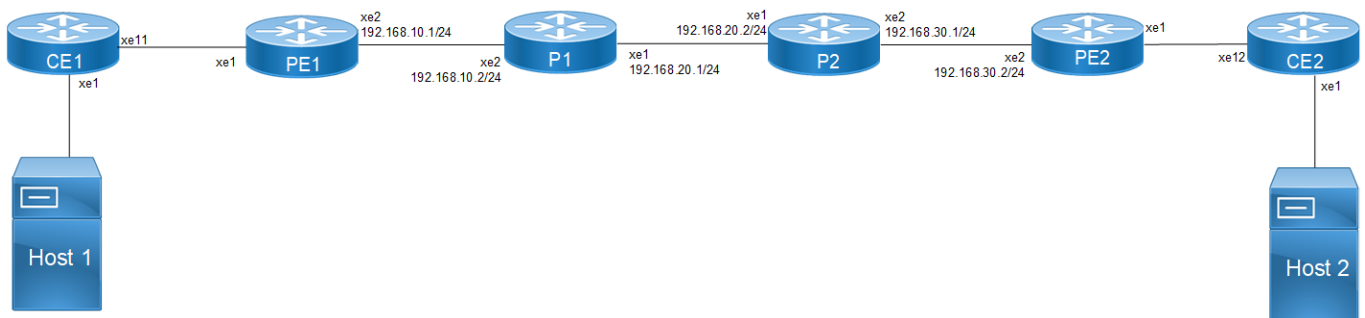 xe2
192.168.10.1/24
xe1
192.168.20.2/24
xe2
192.168.30.1/24
xe11
xe1
CE1
xe1
PE1
xe2
192.168.10.2/24
P1
xe1
192.168.20.1/24
P2
xe2
192.168.30.2/24
PE2
xe1
xe12
CE2
xe1
Host 1
Host 2